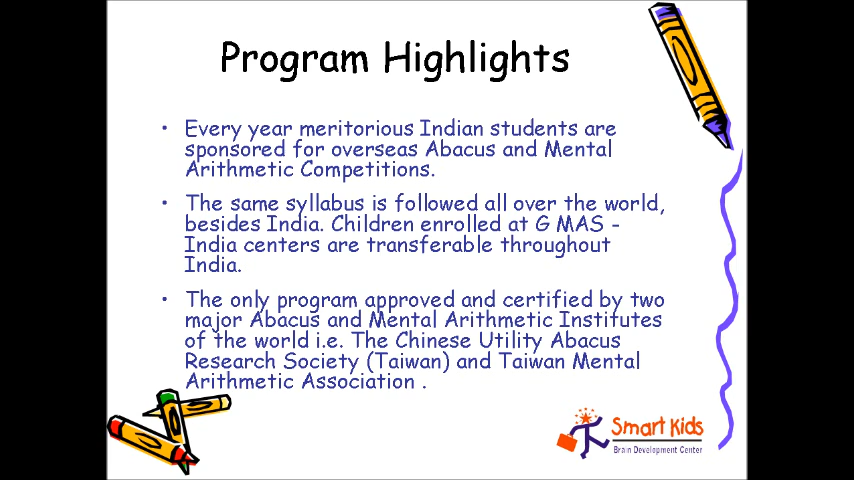 Program Highlights
• Every year meritorious Indian students are
sponsored for overseas Abacus and Mental
Arithmetic Competitions.
• The same syllabus is followed all over the world,
besides India. Children enrolled at G MAS -
India centers are transferable throughout
India.
• The only program approved and certified by two
major Abacus and Mental Arithmetic Institutes
of the world i.e. The Chinese Utility Abacus
Research Society (Taiwan) and Taiwan Mental
Arithmetic Association .
Smart Kids
Brain Development Center